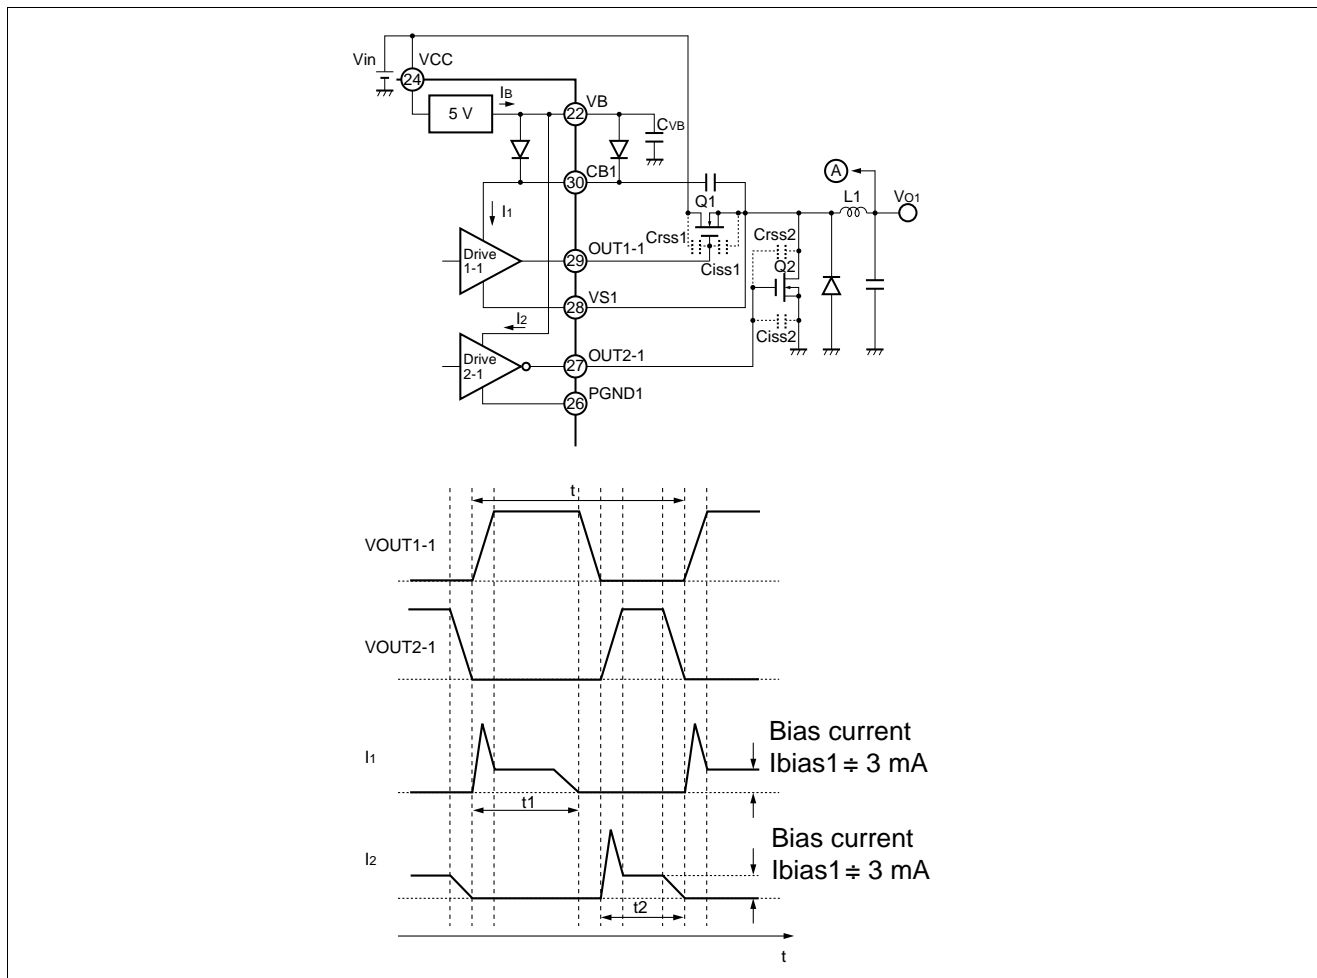 Vin
VCC
24
5 V
IB
VB
22
CVB
CB1
30
I1
Q1
A
L1
VO1
Crss1
Crss2
Drive
1-1
OUT1-1
29
Ciss1
Q2
VS1
28
I2
Ciss2
Drive
2-1
OUT2-1
27
PGND1
26
t
VOUT1-1
VOUT2-1
I1
Bias current
Ibias1 ≑ 3 mA
t1
I2
Bias current
Ibias1 ≑ 3 mA
t2
t